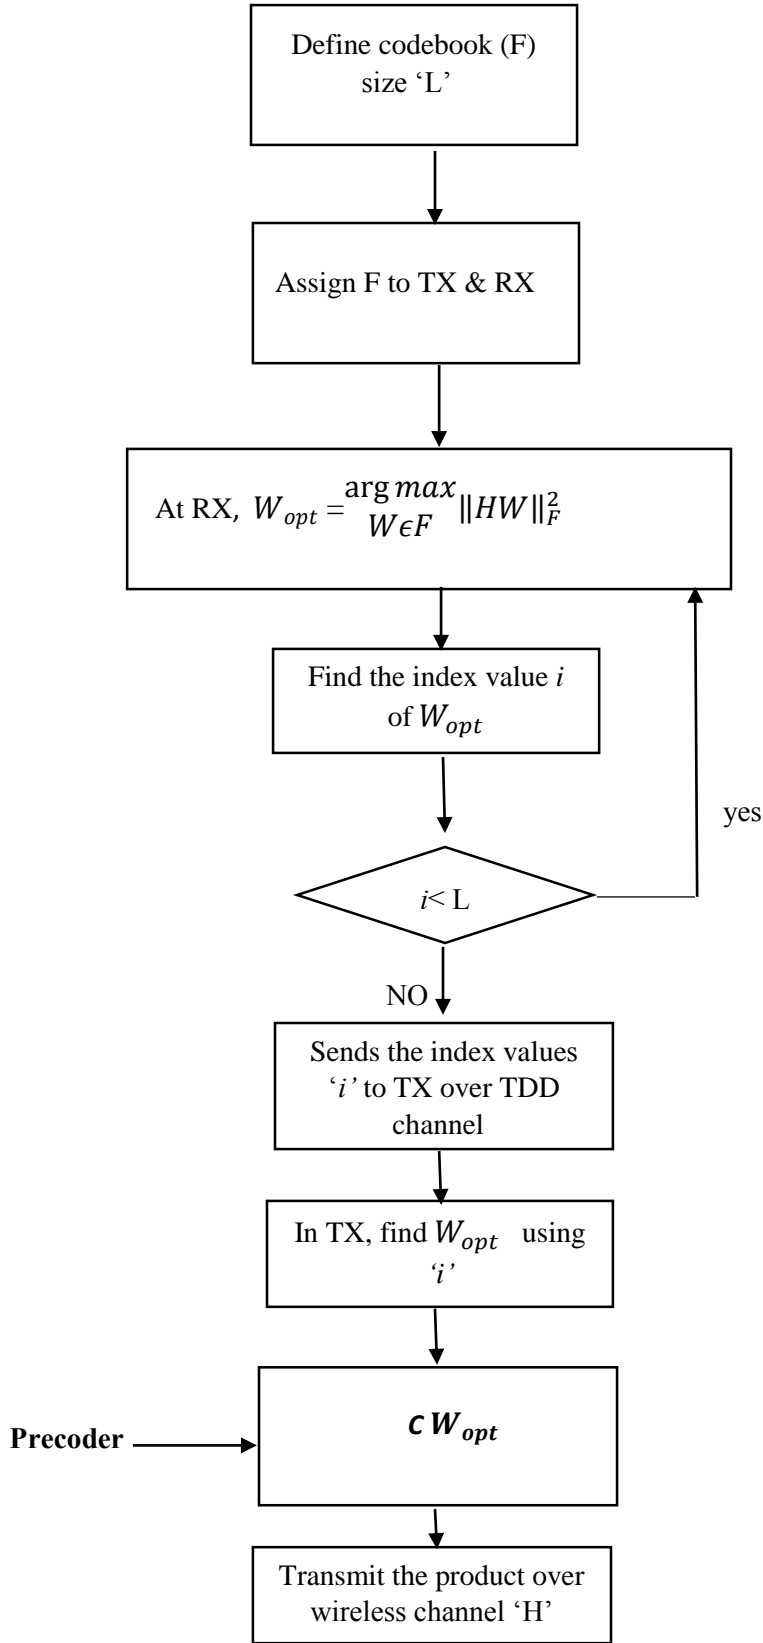 Define codebook (F)
size ‘L’
Assign F to TX & RX
At RX, W_opt = arg max W∈F ‖HW‖²_F
Find the index value i
of W_opt
yes
i< L
NO
Sends the index values
‘i’ to TX over TDD
channel
In TX, find W_opt using
‘i’
Precoder
C W_opt
Transmit the product over
wireless channel ‘H’